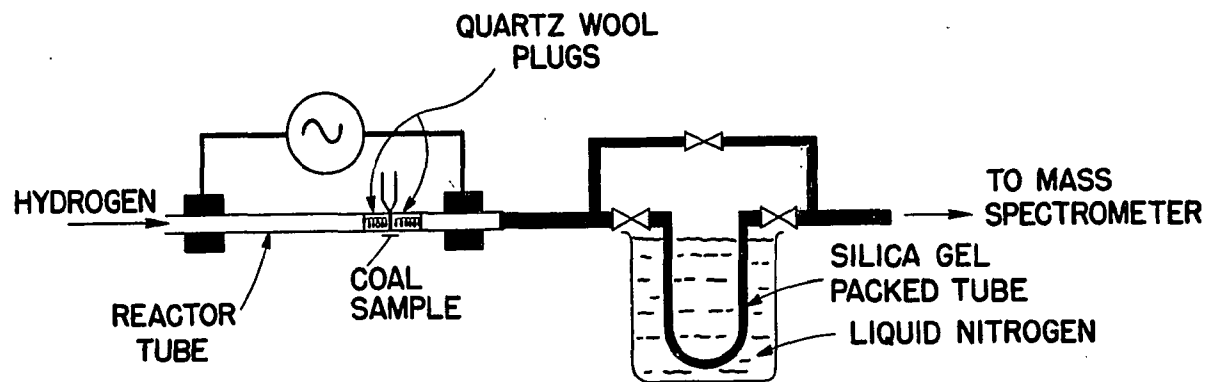 QUARTZ WOOL
PLUGS
HYDROGEN
TO MASS
SPECTROMETER
COAL
SAMPLE
REACTOR
TUBE
SILICA GEL
PACKED TUBE
LIQUID NITROGEN